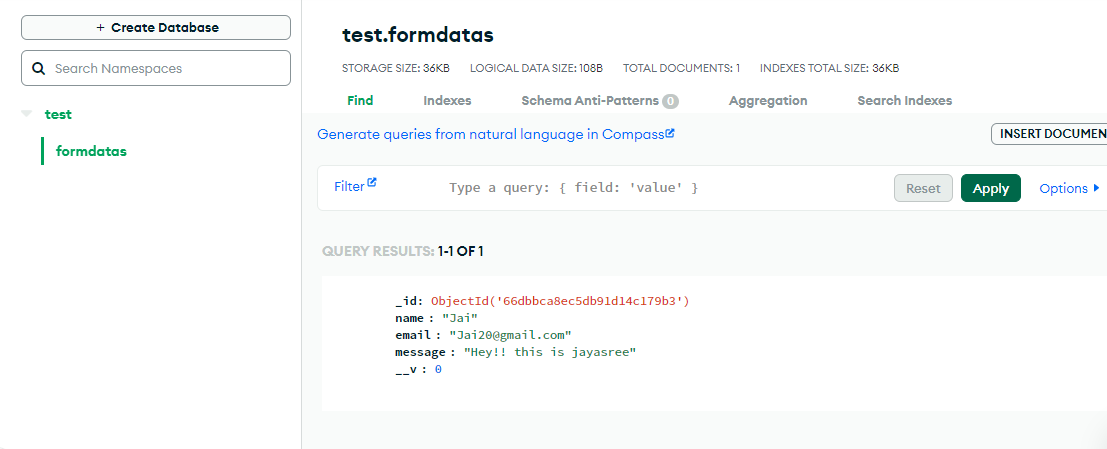 + Create Database
Search Namespaces
test
formdatas
test.formdatas
STORAGE SIZE: 36KB LOGICAL DATA SIZE: 108B TOTAL DOCUMENTS: 1 INDEXES TOTAL SIZE: 36KB
Find Indexes Schema Anti-Patterns 0 Aggregation Search Indexes
Generate queries from natural language in Compass
INSERT DOCUMEN
Filter Type a query: { field: 'value' } Reset Apply Options
QUERY RESULTS: 1-1 OF 1
_id: ObjectId('66dbbca8ec5db91d14c179b3')
name : "Jai"
email : "Jai20@gmail.com"
message : "Hey!! this is jayasree"
__v : 0